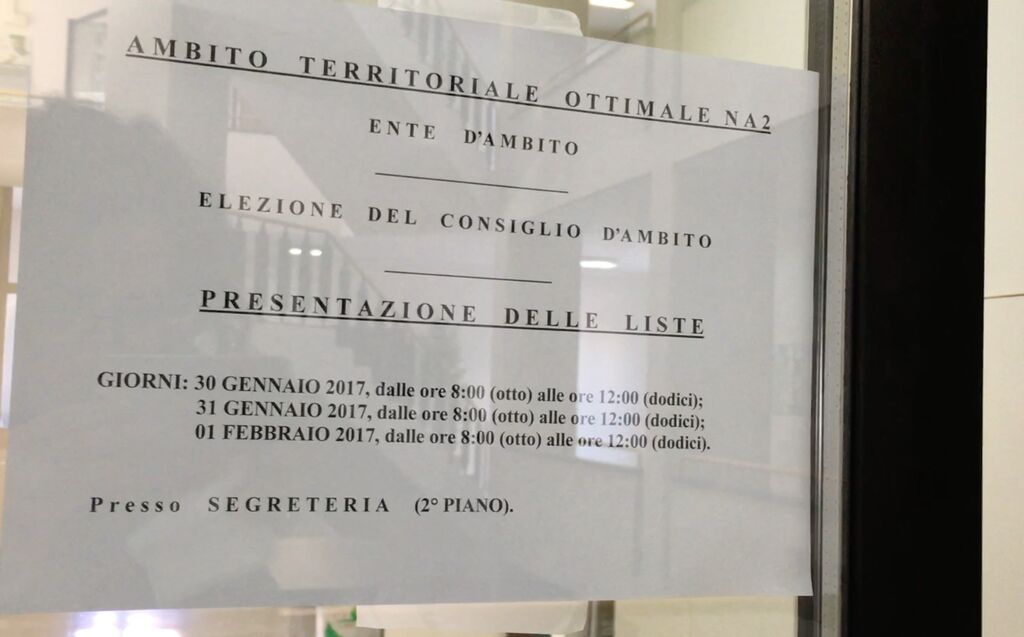 AMBITO TERRITORIALE OTTIMALE NA2
ENTE D'AMBITO
ELEZIONE DEL CONSIGLIO D'AMBITO
PRESENTAZIONE DELLE LISTE
GIORNI: 30 GENNAIO 2017, dalle ore 8:00 (otto) alle ore 12:00 (dodici);
31 GENNAIO 2017, dalle ore 8:00 (otto) alle ore 12:00 (dodici);
01 FEBBRAIO 2017, dalle ore 8:00 (otto) alle ore 12:00 (dodici).
Presso SEGRETERIA (2° PIANO).